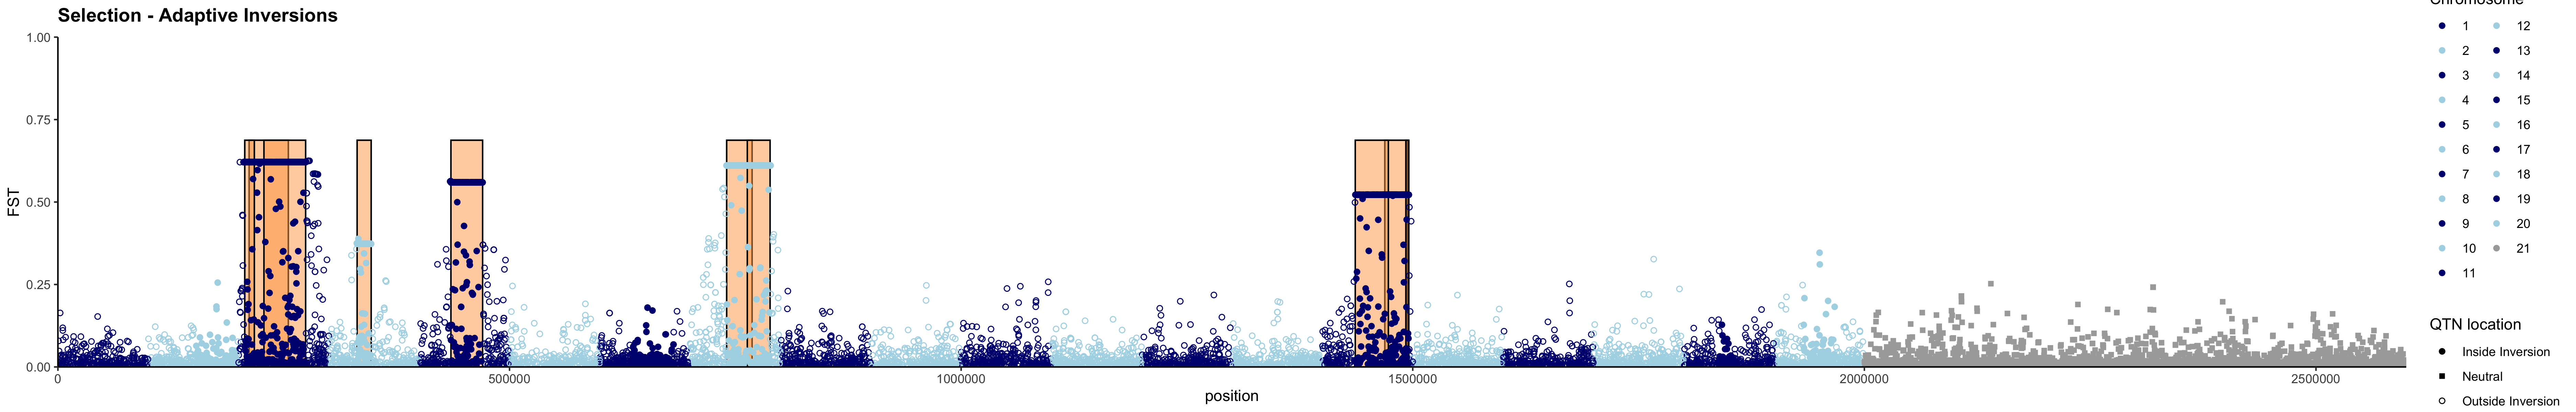 Selection - Adaptive Inversions
Chromosome
1 12
2 13
3 14
4 15
5 16
6 17
7 18
8 19
9 20
10 21
11
QTN location
Inside Inversion
Neutral
Outside Inversion
FST
1.00
0.75
0.50
0.25
0.00
0 500000 1000000 1500000 2000000 2500000
position